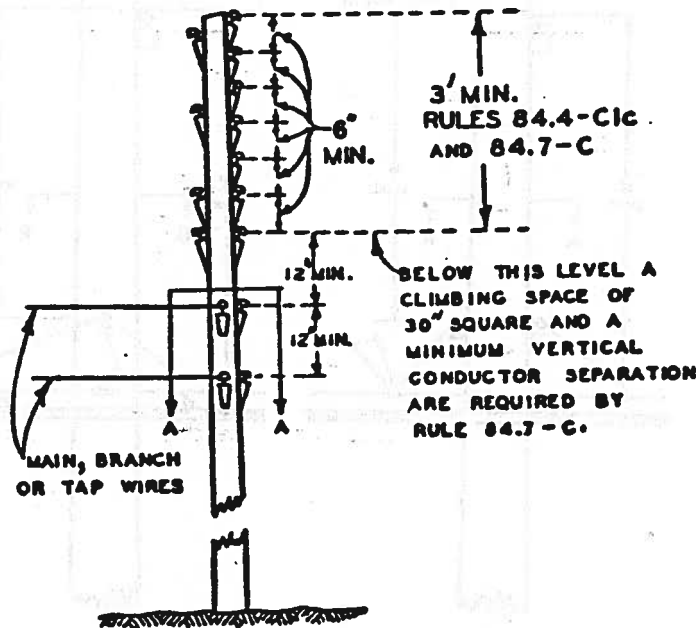 3' MIN.
RULES 84.4-C1c
AND 84.7-C
6"
MIN.
12" MIN.
12" MIN.
BELOW THIS LEVEL A
CLIMBING SPACE OF
30" SQUARE AND A
MINIMUM VERTICAL
CONDUCTOR SEPARATION
ARE REQUIRED BY
RULE 84.7-C.
A A
MAIN, BRANCH
OR TAP WIRES